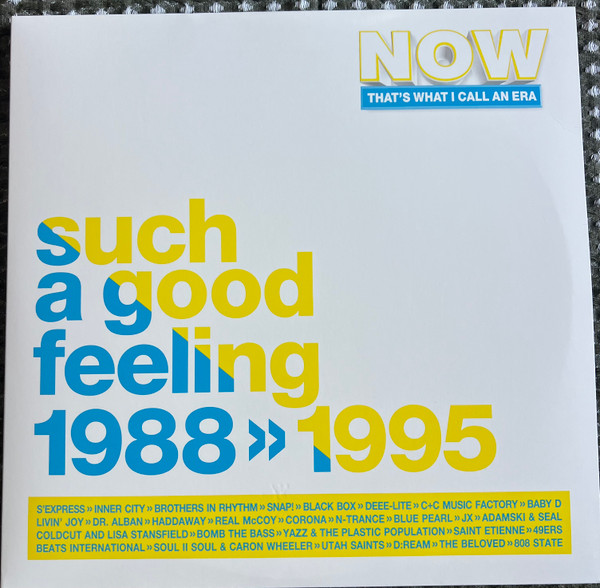 NOW
THAT'S WHAT I CALL AN ERA
such
a good
feeling
1988 » 1995
S'EXPRESS » INNER CITY » BROTHERS IN RHYTHM » SNAP! » BLACK BOX » DEEE-LITE » C+C MUSIC FACTORY » BABY D
LIVIN' JOY » DR. ALBAN » HADDAWAY » REAL McCOY » CORONA » N-TRANCE » BLUE PEARL » JX » ADAMSKI & SEAL
COLDCUT AND LISA STANSFIELD » BOMB THE BASS » YAZZ & THE PLASTIC POPULATION » SAINT ETIENNE » 49ERS
BEATS INTERNATIONAL » SOUL II SOUL & CARON WHEELER » UTAH SAINTS » D:REAM » THE BELOVED » 808 STATE